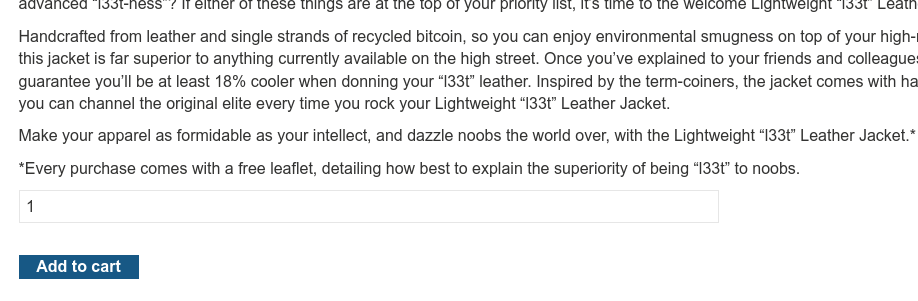 advanced “l33t-ness”? If either of these things are at the top of your priority list, it’s time to the welcome Lightweight “l33t” Leath
Handcrafted from leather and single strands of recycled bitcoin, so you can enjoy environmental smugness on top of your high-
this jacket is far superior to anything currently available on the high street. Once you’ve explained to your friends and colleagues
guarantee you’ll be at least 18% cooler when donning your “l33t” leather. Inspired by the term-coiners, the jacket comes with ha
you can channel the original elite every time you rock your Lightweight “l33t” Leather Jacket.
Make your apparel as formidable as your intellect, and dazzle noobs the world over, with the Lightweight “l33t” Leather Jacket.*
*Every purchase comes with a free leaflet, detailing how best to explain the superiority of being “l33t” to noobs.
1
Add to cart